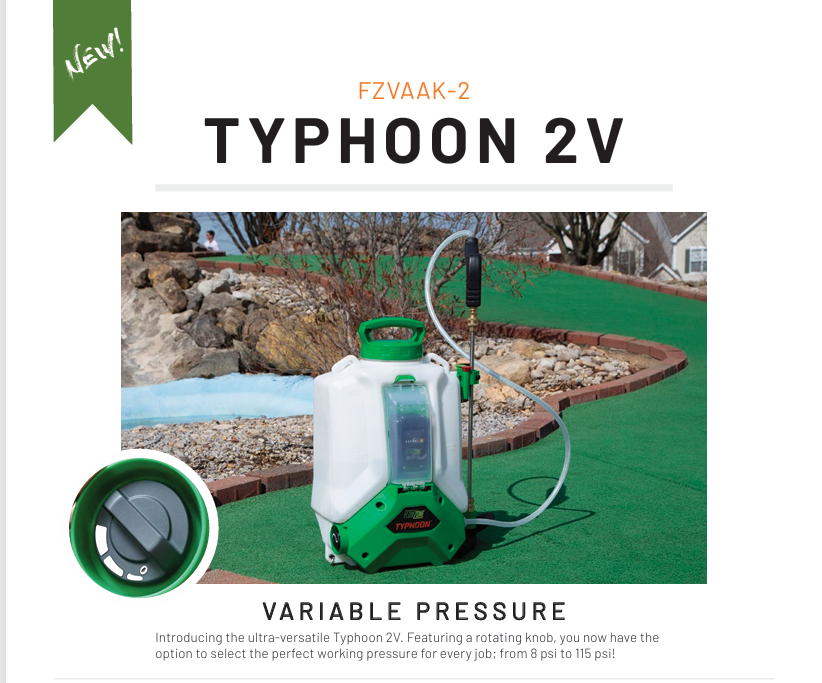 NEW!
FZVAAK-2
TYPHOON 2V
TYPHOON
VARIABLE PRESSURE
Introducing the ultra-versatile Typhoon 2V. Featuring a rotating knob, you now have the
option to select the perfect working pressure for every job; from 8 psi to 115 psi!